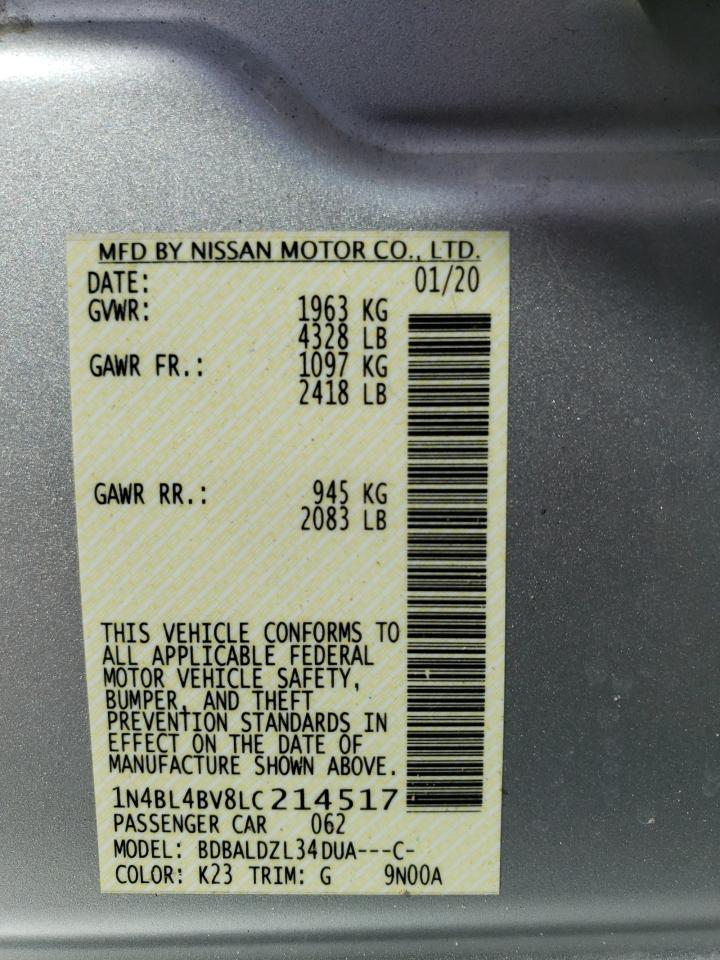 MFD BY NISSAN MOTOR CO., LTD.
DATE: 01/20
GVWR: 1963 KG
4328 LB
GAWR FR.: 1097 KG
2418 LB
GAWR RR.: 945 KG
2083 LB
THIS VEHICLE CONFORMS TO
ALL APPLICABLE FEDERAL
MOTOR VEHICLE SAFETY,
BUMPER, AND THEFT
PREVENTION STANDARDS IN
EFFECT ON THE DATE OF
MANUFACTURE SHOWN ABOVE.
1N4BL4BV8LC214517
PASSENGER CAR 062
MODEL: BDBALDZL34DUA---C-
COLOR: K23 TRIM: G 9N00A